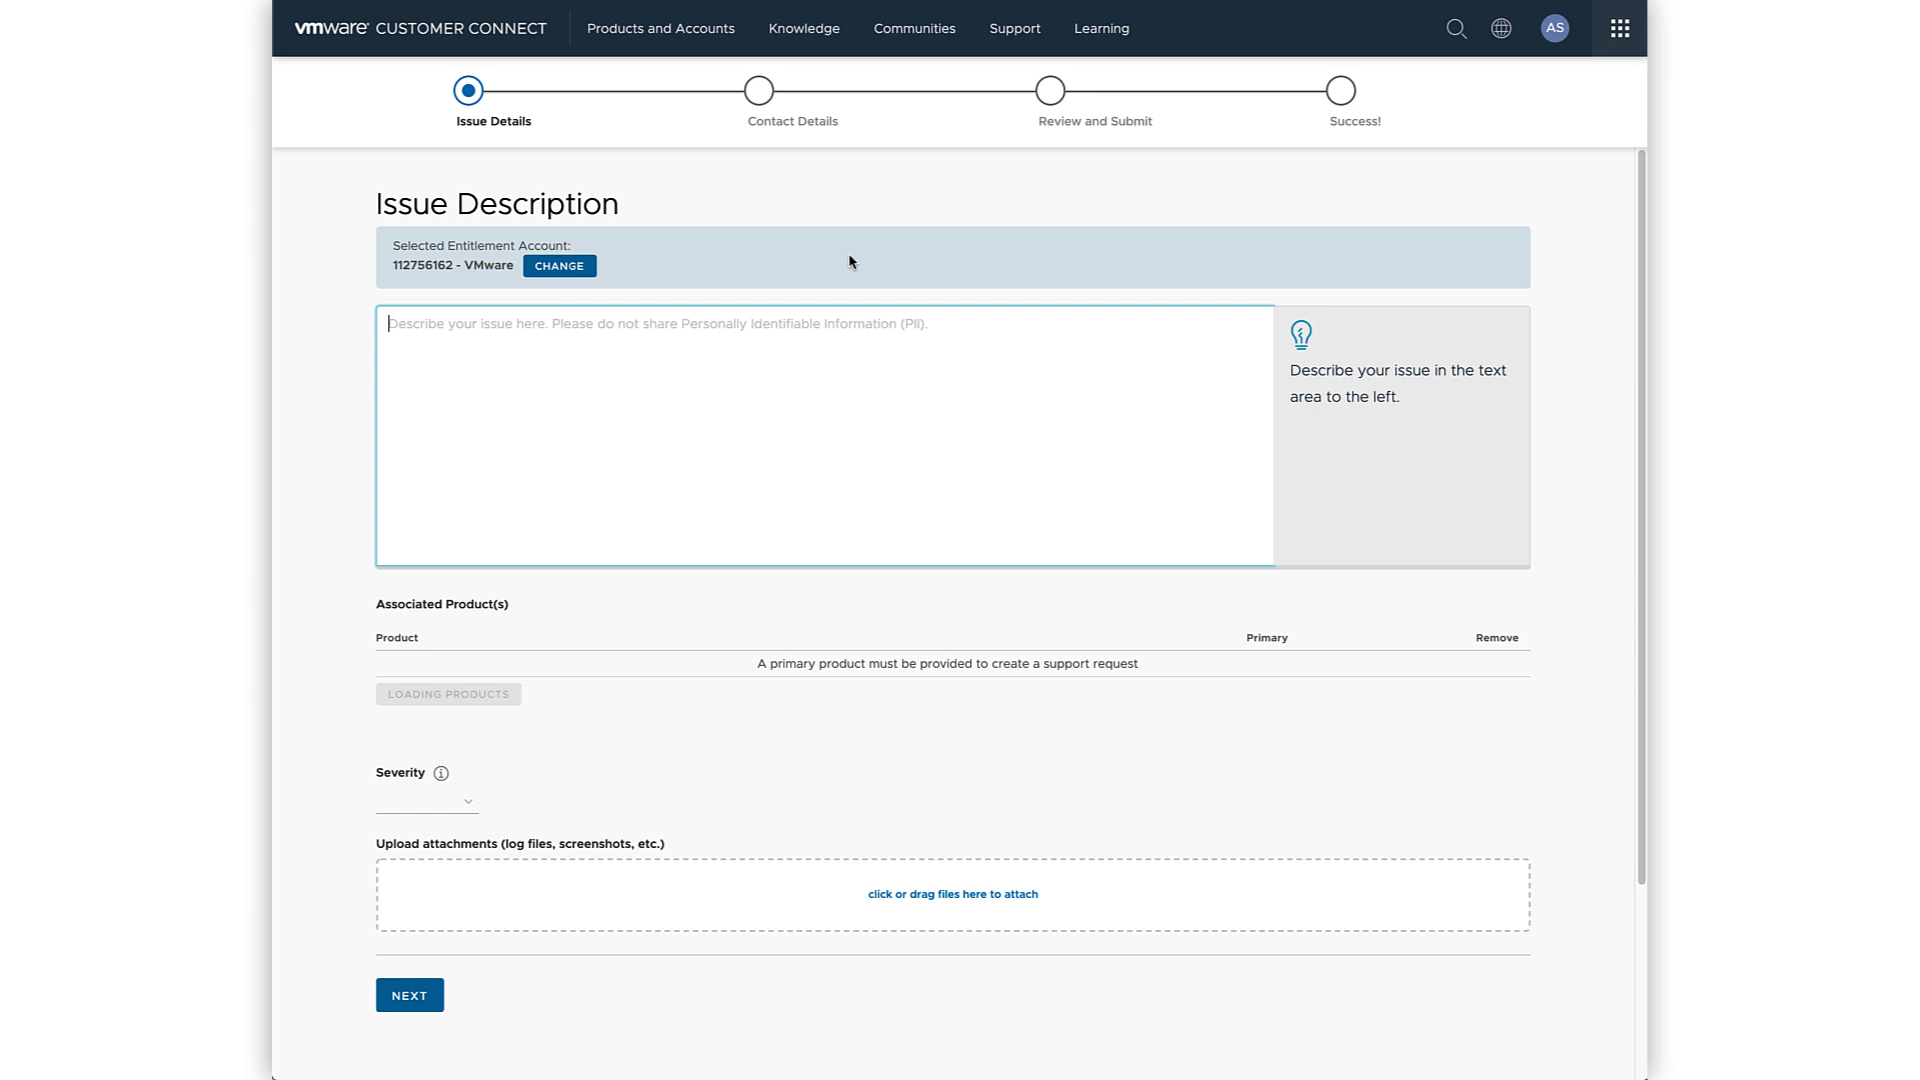 vmware® CUSTOMER CONNECT Products and Accounts Knowledge Communities Support Learning AS
Issue Details Contact Details Review and Submit Success!
Issue Description
Selected Entitlement Account:
112756162 - VMware CHANGE
Describe your issue here. Please do not share Personally Identifiable Information (PII).
Describe your issue in the text
area to the left.
Associated Product(s)
Product Primary Remove
A primary product must be provided to create a support request
LOADING PRODUCTS
Severity
Upload attachments (log files, screenshots, etc.)
click or drag files here to attach
NEXT